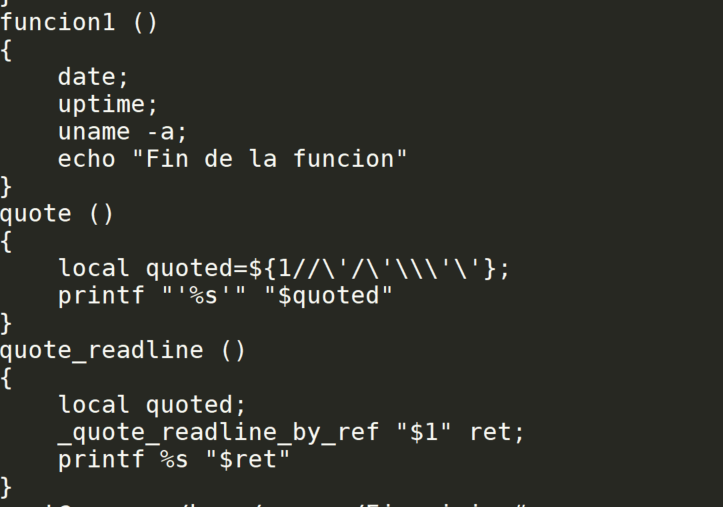 }
funcion1 ()
{
    date;
    uptime;
    uname -a;
    echo "Fin de la funcion"
}
quote ()
{
    local quoted=${1//\'/\'\\\'\'};
    printf "'%s'" "$quoted"
}
quote_readline ()
{
    local quoted;
    _quote_readline_by_ref "$1" ret;
    printf %s "$ret"
}